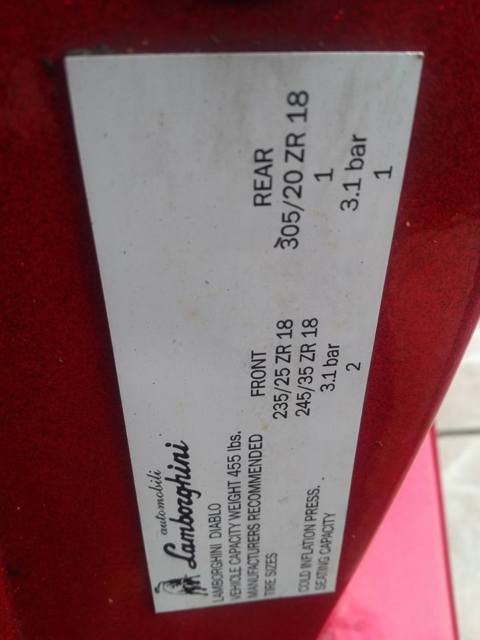 automobili
Lamborghini
LAMBORGHINI DIABLO
VEHICLE CAPACITY WEIGHT 455 lbs.
MANUFACTURERS RECOMMENDED FRONT REAR
TIRE SIZES 235/25 ZR 18 305/20 ZR 18
245/35 ZR 18 1
COLD INFLATION PRESS. 3.1 bar 3.1 bar
SEATING CAPACITY 2 1